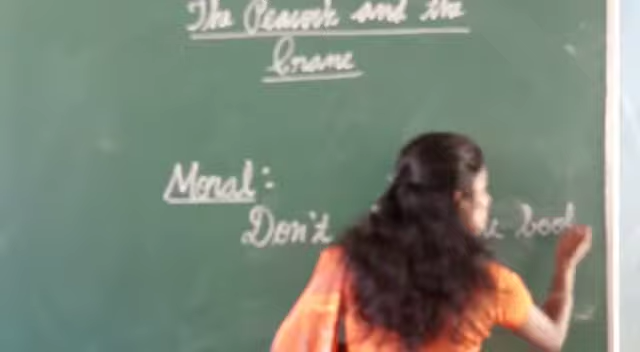 The Peacock and the
Crane
Moral:-
Don't
book